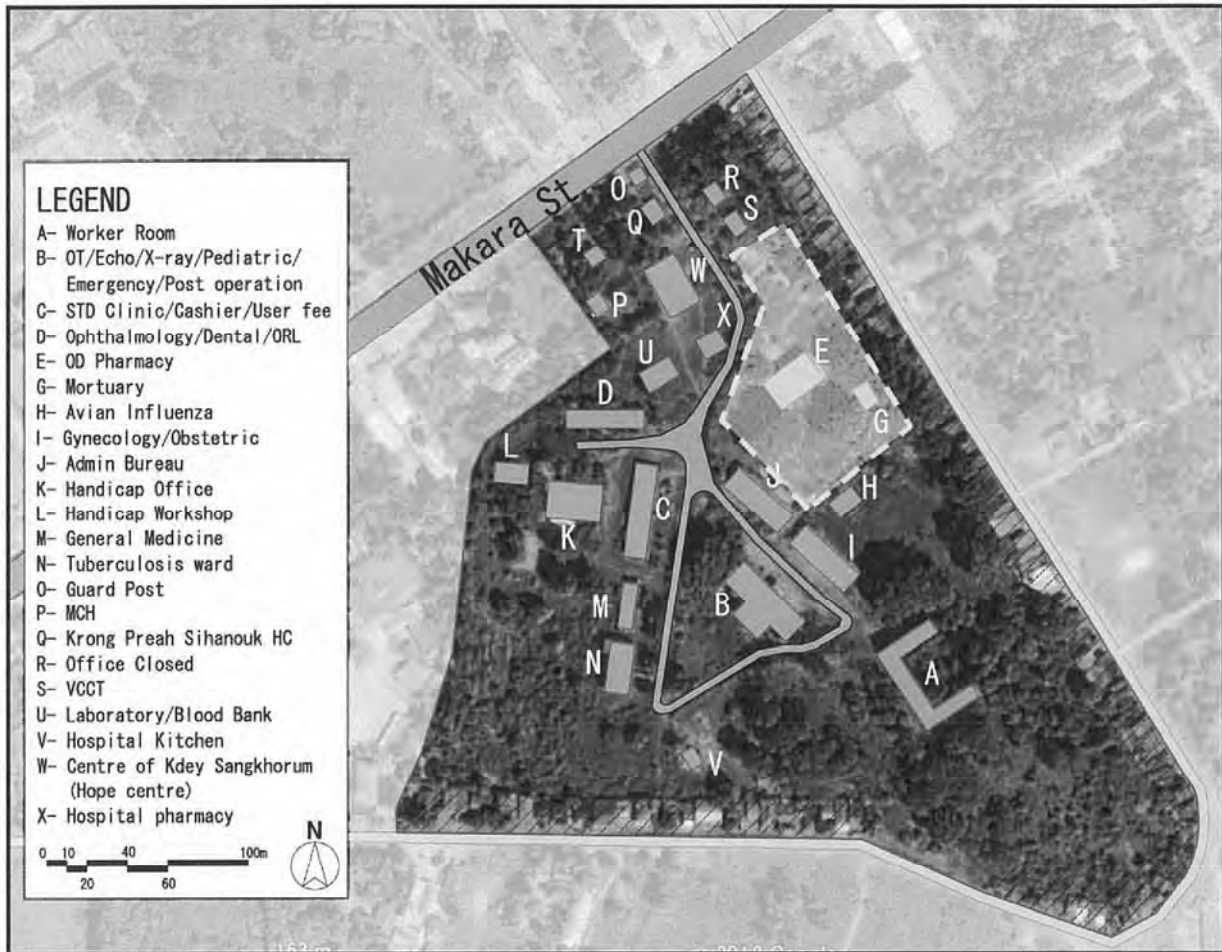 LEGEND
A- Worker Room
B- OT/Echo/X-ray/Pediatric/
Emergency/Post operation
C- STD Clinic/Cashier/User fee
D- Ophthalmology/Dental/ORL
E- OD Pharmacy
G- Mortuary
H- Avian Influenza
I- Gynecology/Obstetric
J- Admin Bureau
K- Handicap Office
L- Handicap Workshop
M- General Medicine
N- Tuberculosis ward
O- Guard Post
P- MCH
Q- Krong Preah Sihanouk HC
R- Office Closed
S- VCCT
U- Laboratory/Blood Bank
V- Hospital Kitchen
W- Centre of Kdey Sangkhorum
(Hope centre)
X- Hospital pharmacy
N
0 10 40 100m
20 60
Makara St
O
R
Q
S
T
W
P
X
U
E
D
G
L
J
H
C
K
I
M
B
N
A
V